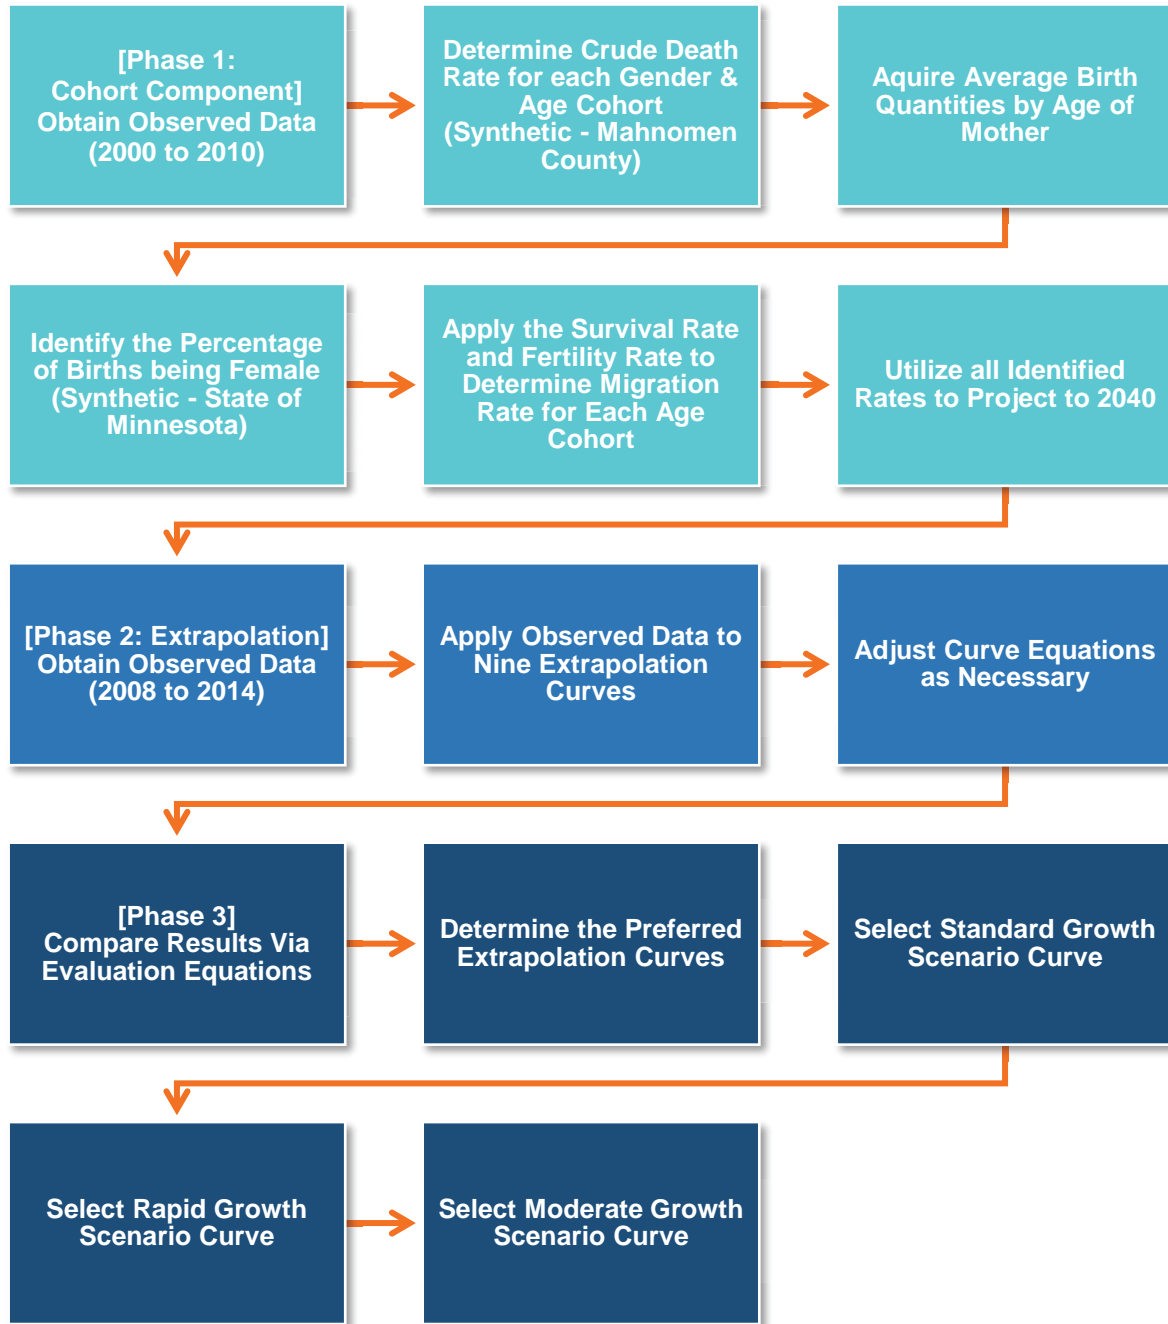 [Phase 1:
Cohort Component]
Obtain Observed Data
(2000 to 2010)
Determine Crude Death
Rate for each Gender &
Age Cohort
(Synthetic - Mahnomen
County)
Aquire Average Birth
Quantities by Age of
Mother
Identify the Percentage
of Births being Female
(Synthetic - State of
Minnesota)
Apply the Survival Rate
and Fertility Rate to
Determine Migration
Rate for Each Age
Cohort
Utilize all Identified
Rates to Project to 2040
[Phase 2: Extrapolation]
Obtain Observed Data
(2008 to 2014)
Apply Observed Data to
Nine Extrapolation
Curves
Adjust Curve Equations
as Necessary
[Phase 3]
Compare Results Via
Evaluation Equations
Determine the Preferred
Extrapolation Curves
Select Standard Growth
Scenario Curve
Select Rapid Growth
Scenario Curve
Select Moderate Growth
Scenario Curve